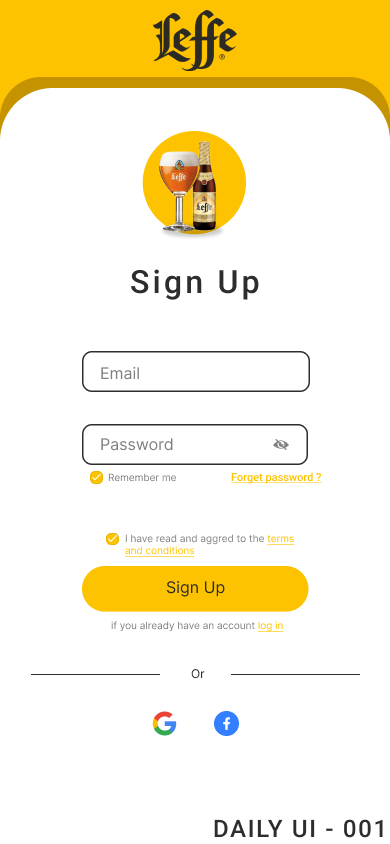 Leffe
Leffe
Leffe
Sign Up
Email
Password
Remember me
Forget password ?
I have read and aggred to the terms
and conditions
Sign Up
if you already have an account log in
Or
DAILY UI - 001